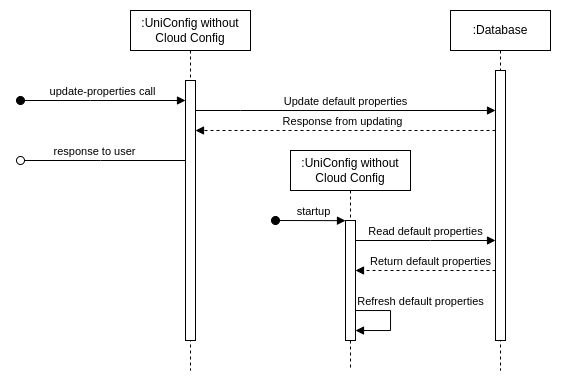 :UniConfig without
Cloud Config
:Database
update-properties call
Update default properties
Response from updating
response to user
:UniConfig without
Cloud Config
startup
Read default properties
Return default properties
Refresh default properties